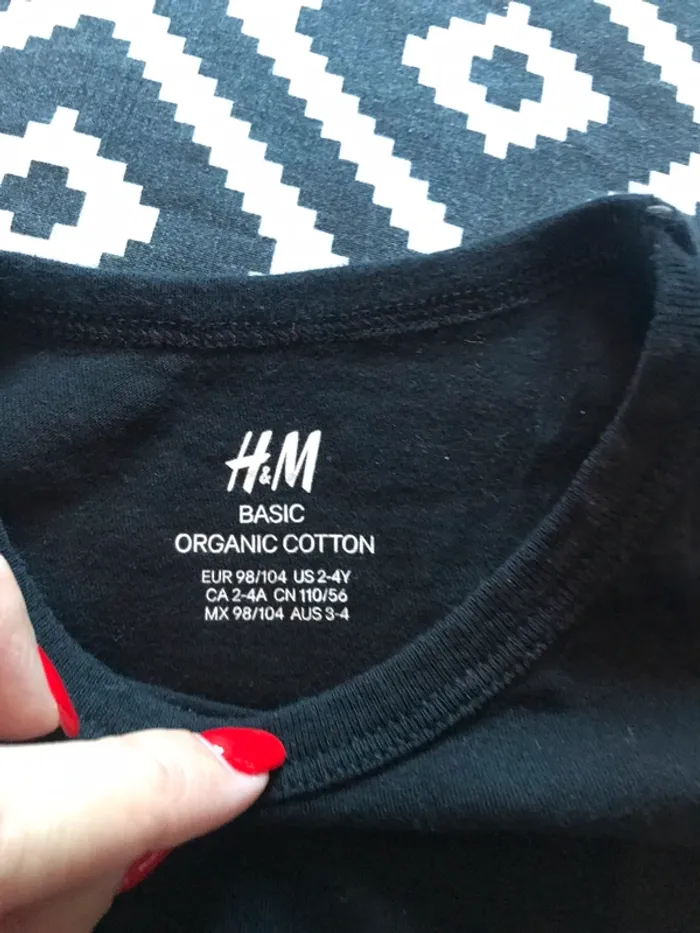 H&M
BASIC
ORGANIC COTTON
EUR 98/104 US 2-4Y
CA 2-4A CN 110/56
MX 98/104 AUS 3-4